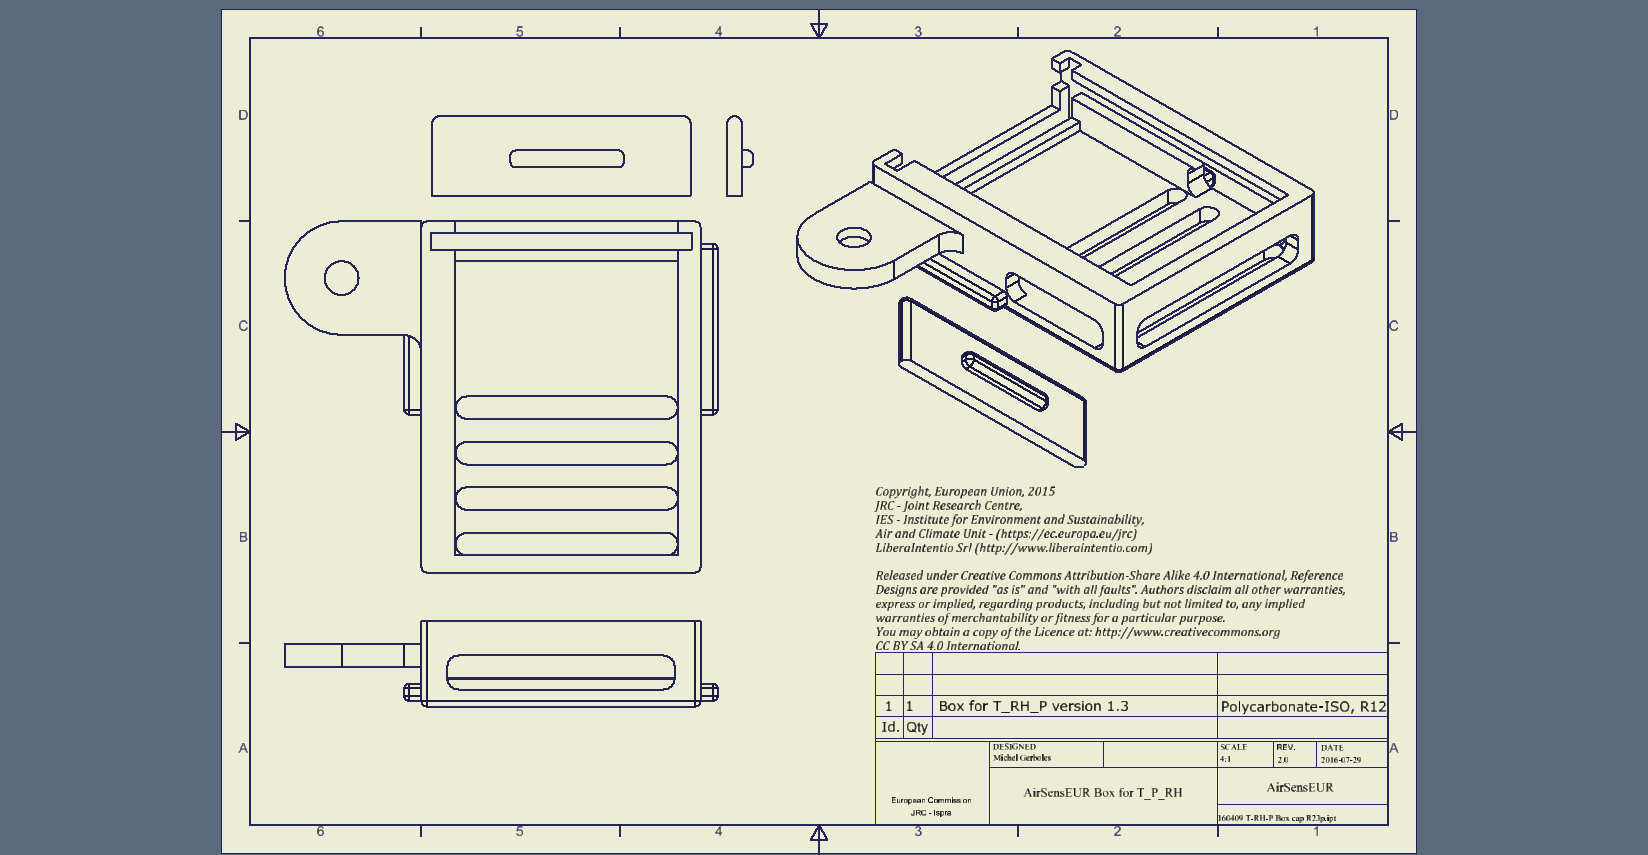 6 5 4 3 2 1
D D
C C
B B
A A
Copyright, European Union, 2015
JRC - Joint Research Centre,
IES - Institute for Environment and Sustainability,
Air and Climate Unit - (https://ec.europa.eu/jrc)
LiberaIntentio Srl (http://www.liberaintentio.com)
Released under Creative Commons Attribution-Share Alike 4.0 International, Reference
Designs are provided "as is" and "with all faults". Authors disclaim all other warranties,
express or implied, regarding products, including but not limited to, any implied
warranties of merchantability or fitness for a particular purpose.
You may obtain a copy of the Licence at: http://www.creativecommons.org
CC BY SA 4.0 International.
1 1 Box for T_RH_P version 1.3 Polycarbonate-ISO, R12
Id. Qty
DESIGNED SCALE REV. DATE
Michel Gerboles 4:1 2.0 2016-07-29
AirSensEUR Box for T_P_RH AirSensEUR
European Commission
JRC - Ispra
160409 T-RH-P Box cap R23p.ipt
6 5 4 3 2 1